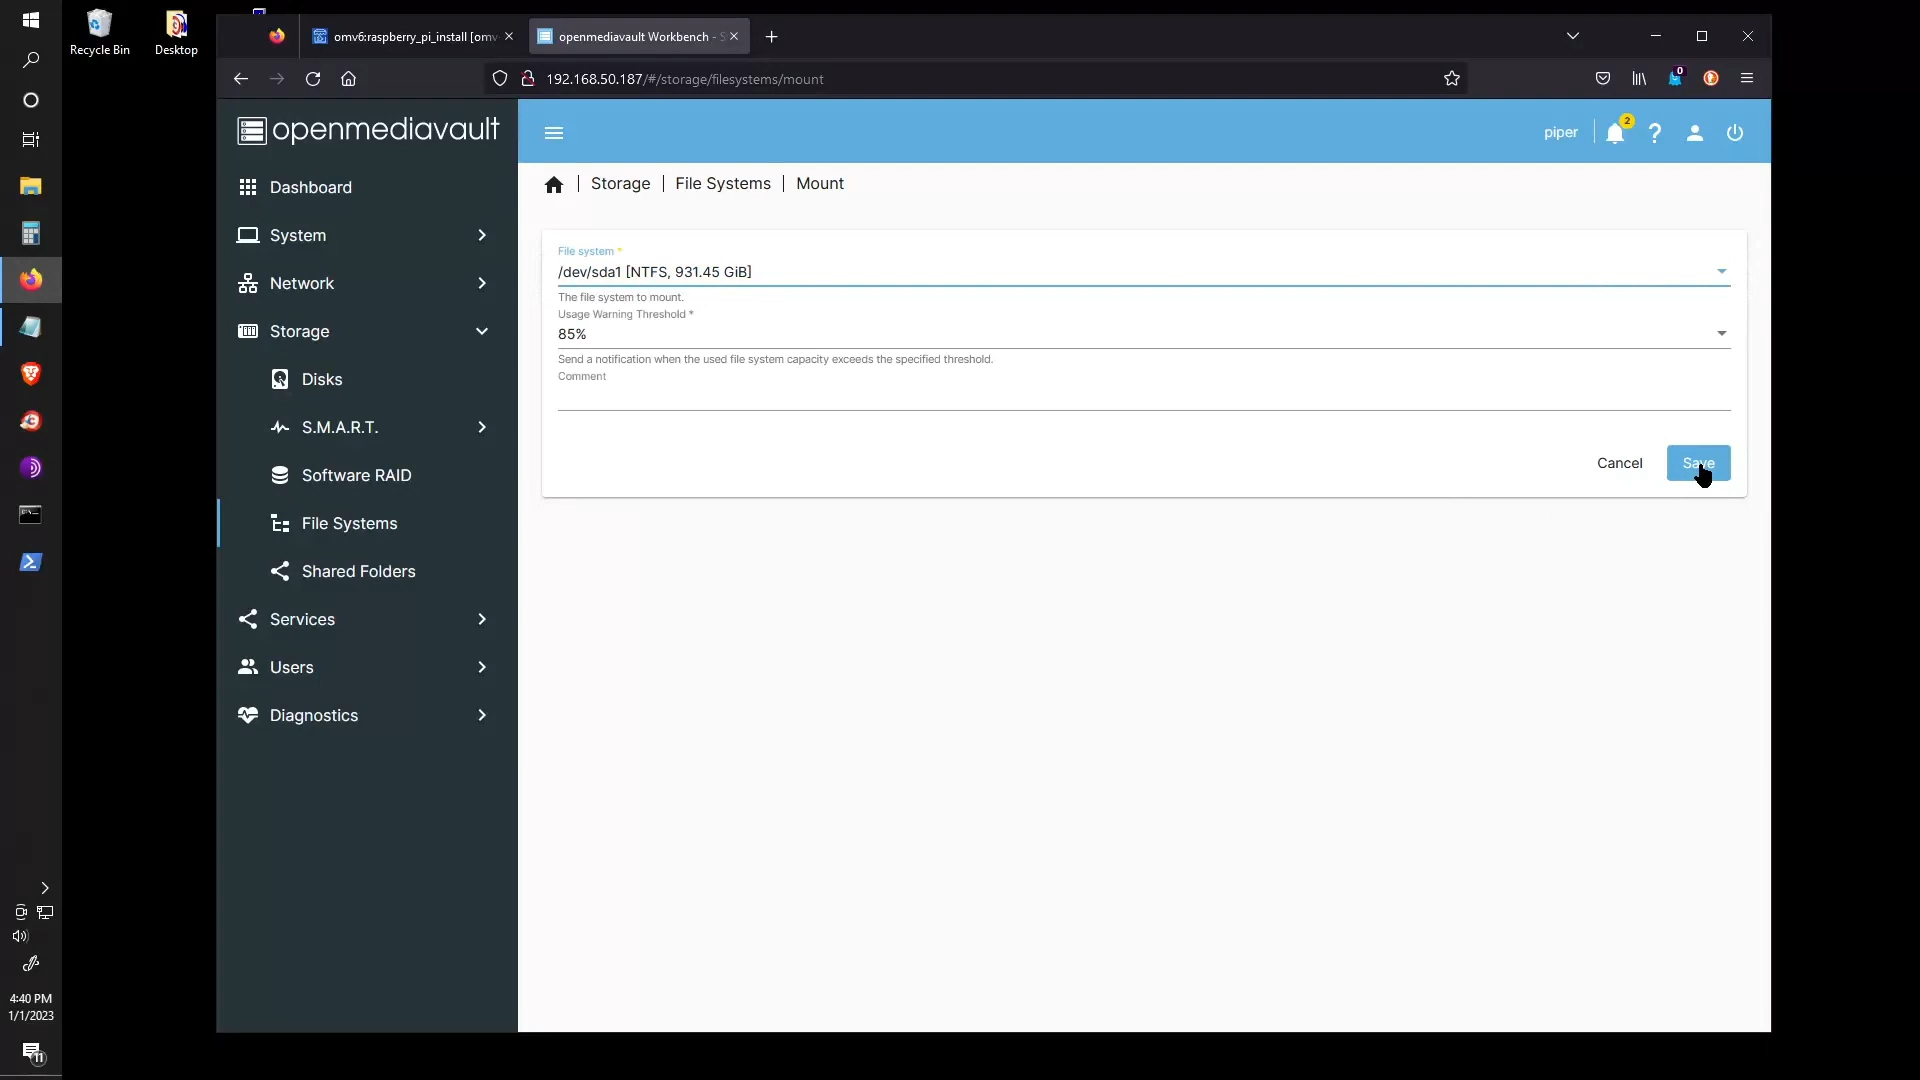 Recycle Bin
Desktop
omv6:raspberry_pi_install [omv
openmediavault Workbench - S
192.168.50.187/#/storage/filesystems/mount
0
openmediavault
piper
2
Dashboard
System
Network
Storage
Disks
S.M.A.R.T.
Software RAID
File Systems
Shared Folders
Services
Users
Diagnostics
Storage | File Systems | Mount
File system *
/dev/sda1 [NTFS, 931.45 GiB]
The file system to mount.
Usage Warning Threshold *
85%
Send a notification when the used file system capacity exceeds the specified threshold.
Comment
Cancel
Save
4:40 PM
1/1/2023
11